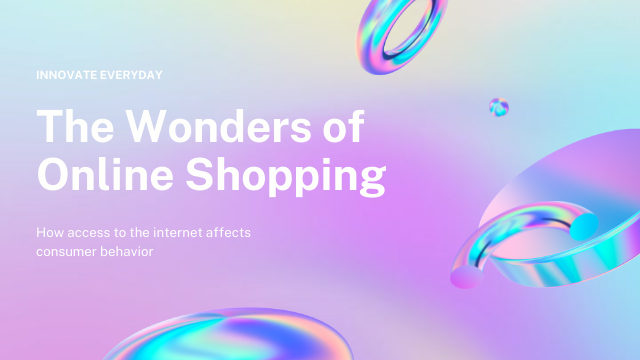 INNOVATE EVERYDAY
The Wonders of
Online Shopping
How access to the internet affects
consumer behavior